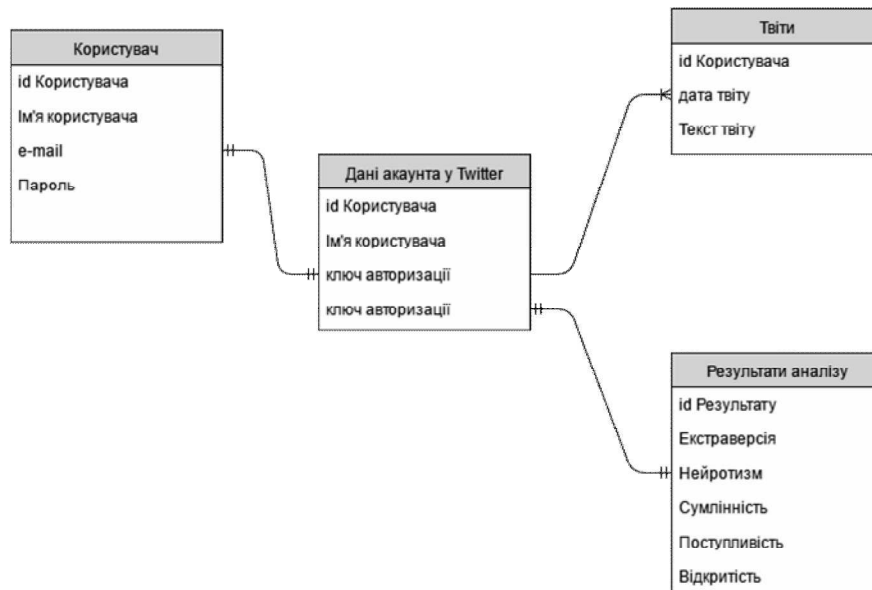 Користувач
id Користувача
Ім'я користувача
e-mail
Пароль
Дані акаунта у Twitter
id Користувача
Ім'я користувача
ключ авторизації
ключ авторизації
Твіти
id Користувача
дата твіту
Текст твіту
Результати аналізу
id Результату
Екстраверсія
Нейротизм
Сумлінність
Поступливість
Відкритість